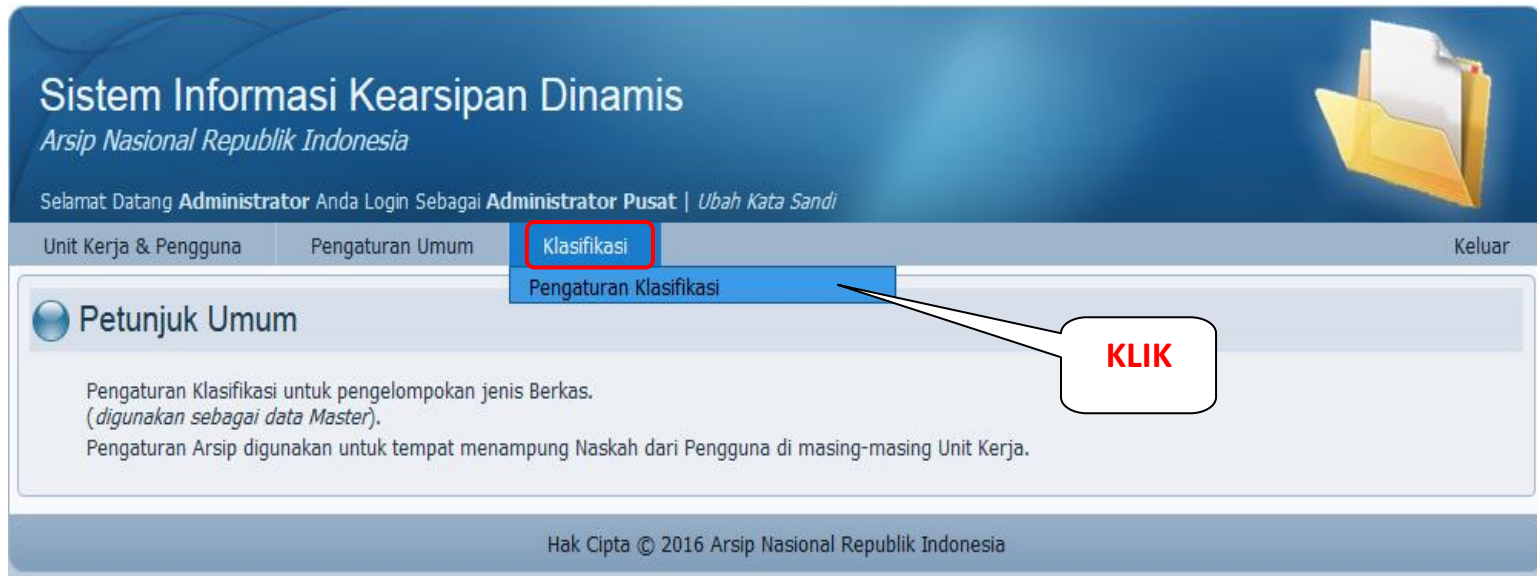 Sistem Informasi Kearsipan Dinamis
Arsip Nasional Republik Indonesia
Selamat Datang Administrator Anda Login Sebagai Administrator Pusat | Ubah Kata Sandi
Unit Kerja & Pengguna Pengaturan Umum Klasifikasi Keluar
Pengaturan Klasifikasi
Petunjuk Umum
KLIK
Pengaturan Klasifikasi untuk pengelompokan jenis Berkas.
(digunakan sebagai data Master).
Pengaturan Arsip digunakan untuk tempat menampung Naskah dari Pengguna di masing-masing Unit Kerja.
Hak Cipta © 2016 Arsip Nasional Republik Indonesia